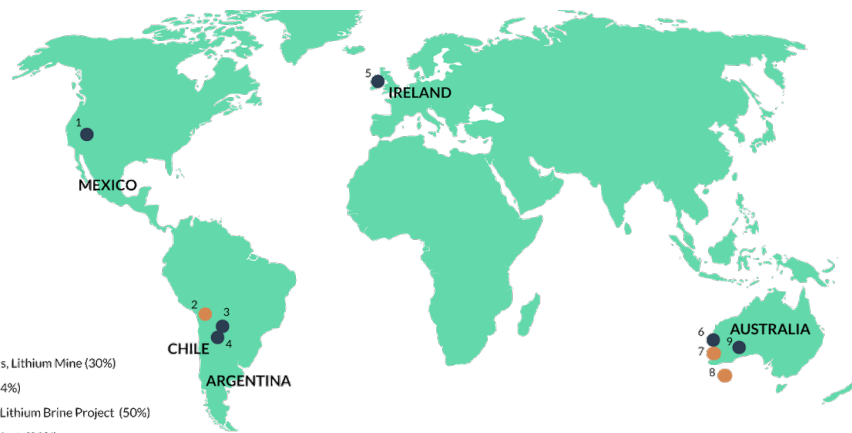 5
IRELAND
1
MEXICO
2
3
4
CHILE
ARGENTINA
6
7
9
8
AUSTRALIA
s, Lithium Mine (30%)
4%)
Lithium Brine Project (50%)